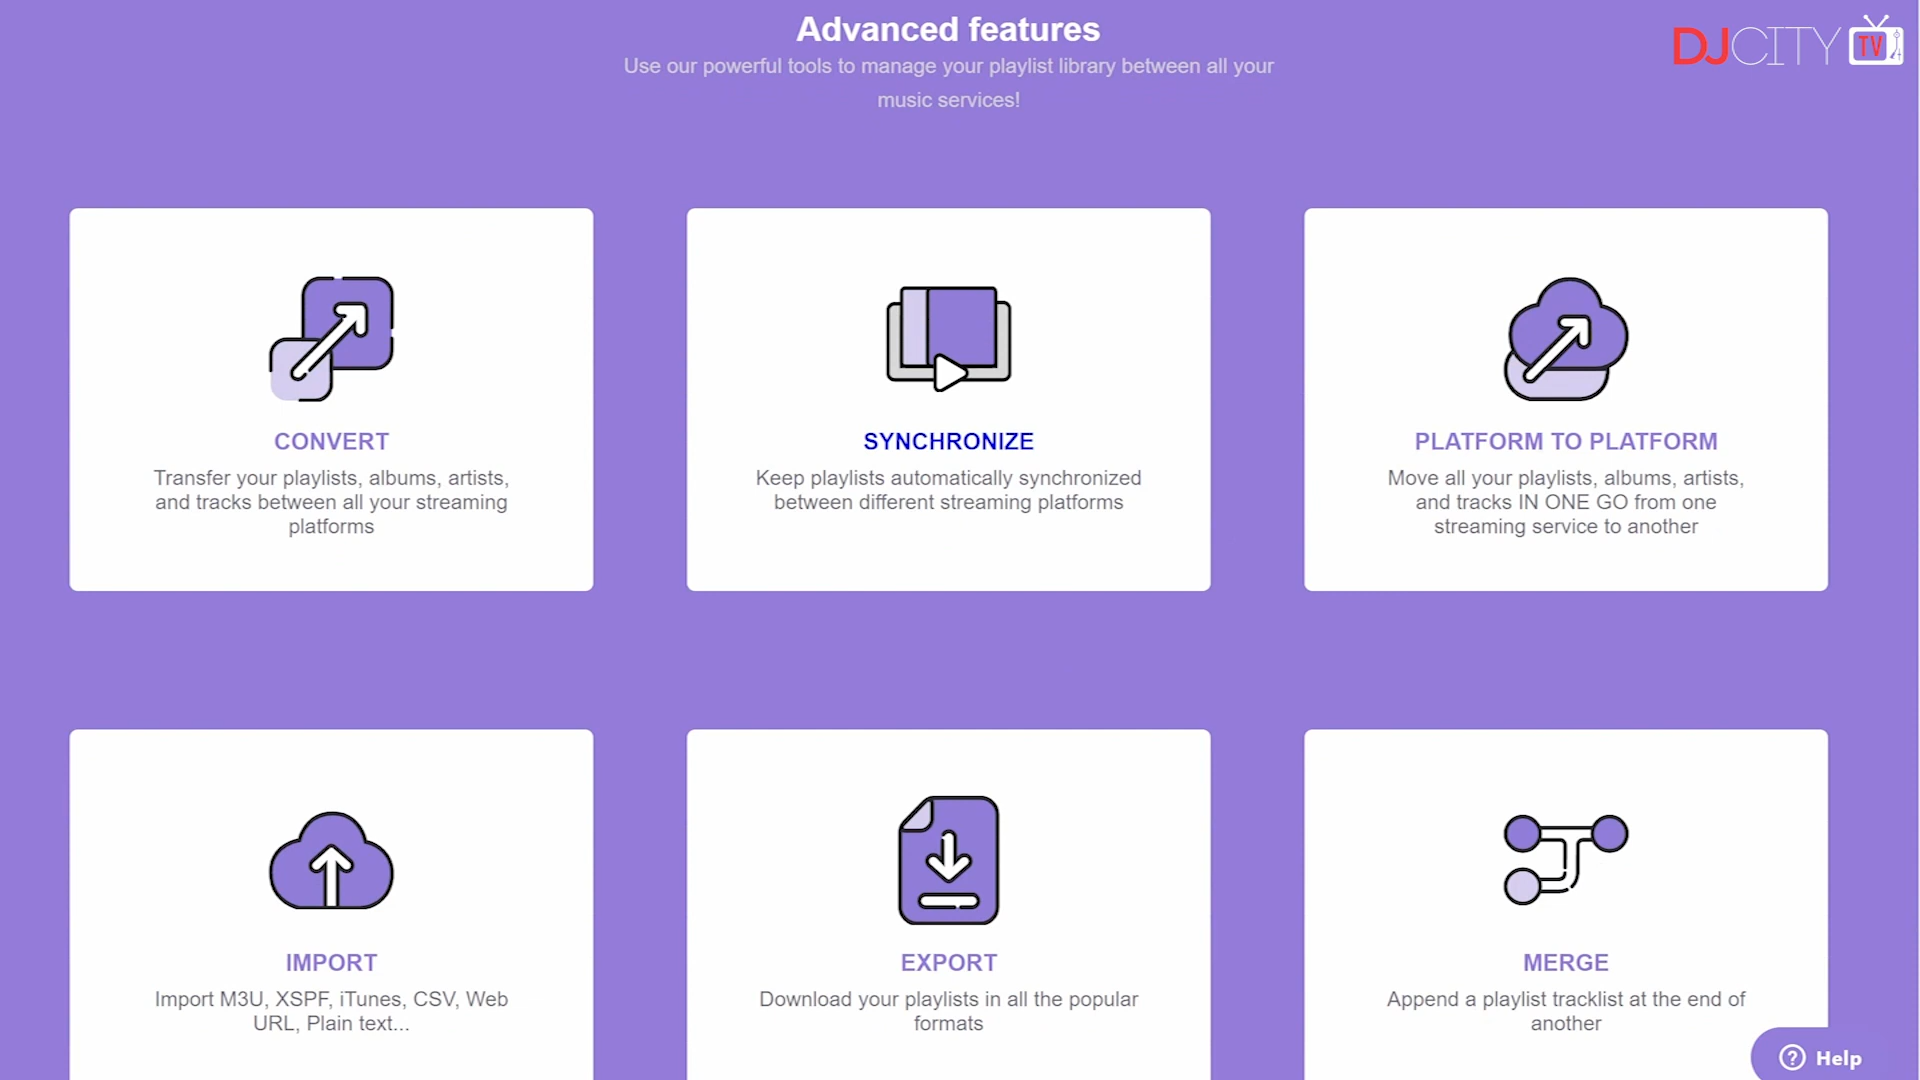 Advanced features
Use our powerful tools to manage your playlist library between all your
music services!
DJCITY TV
CONVERT
Transfer your playlists, albums, artists,
and tracks between all your streaming
platforms
SYNCHRONIZE
Keep playlists automatically synchronized
between different streaming platforms
PLATFORM TO PLATFORM
Move all your playlists, albums, artists,
and tracks IN ONE GO from one
streaming service to another
IMPORT
Import M3U, XSPF, iTunes, CSV, Web
URL, Plain text...
EXPORT
Download your playlists in all the popular
formats
MERGE
Append a playlist tracklist at the end of
another
? Help